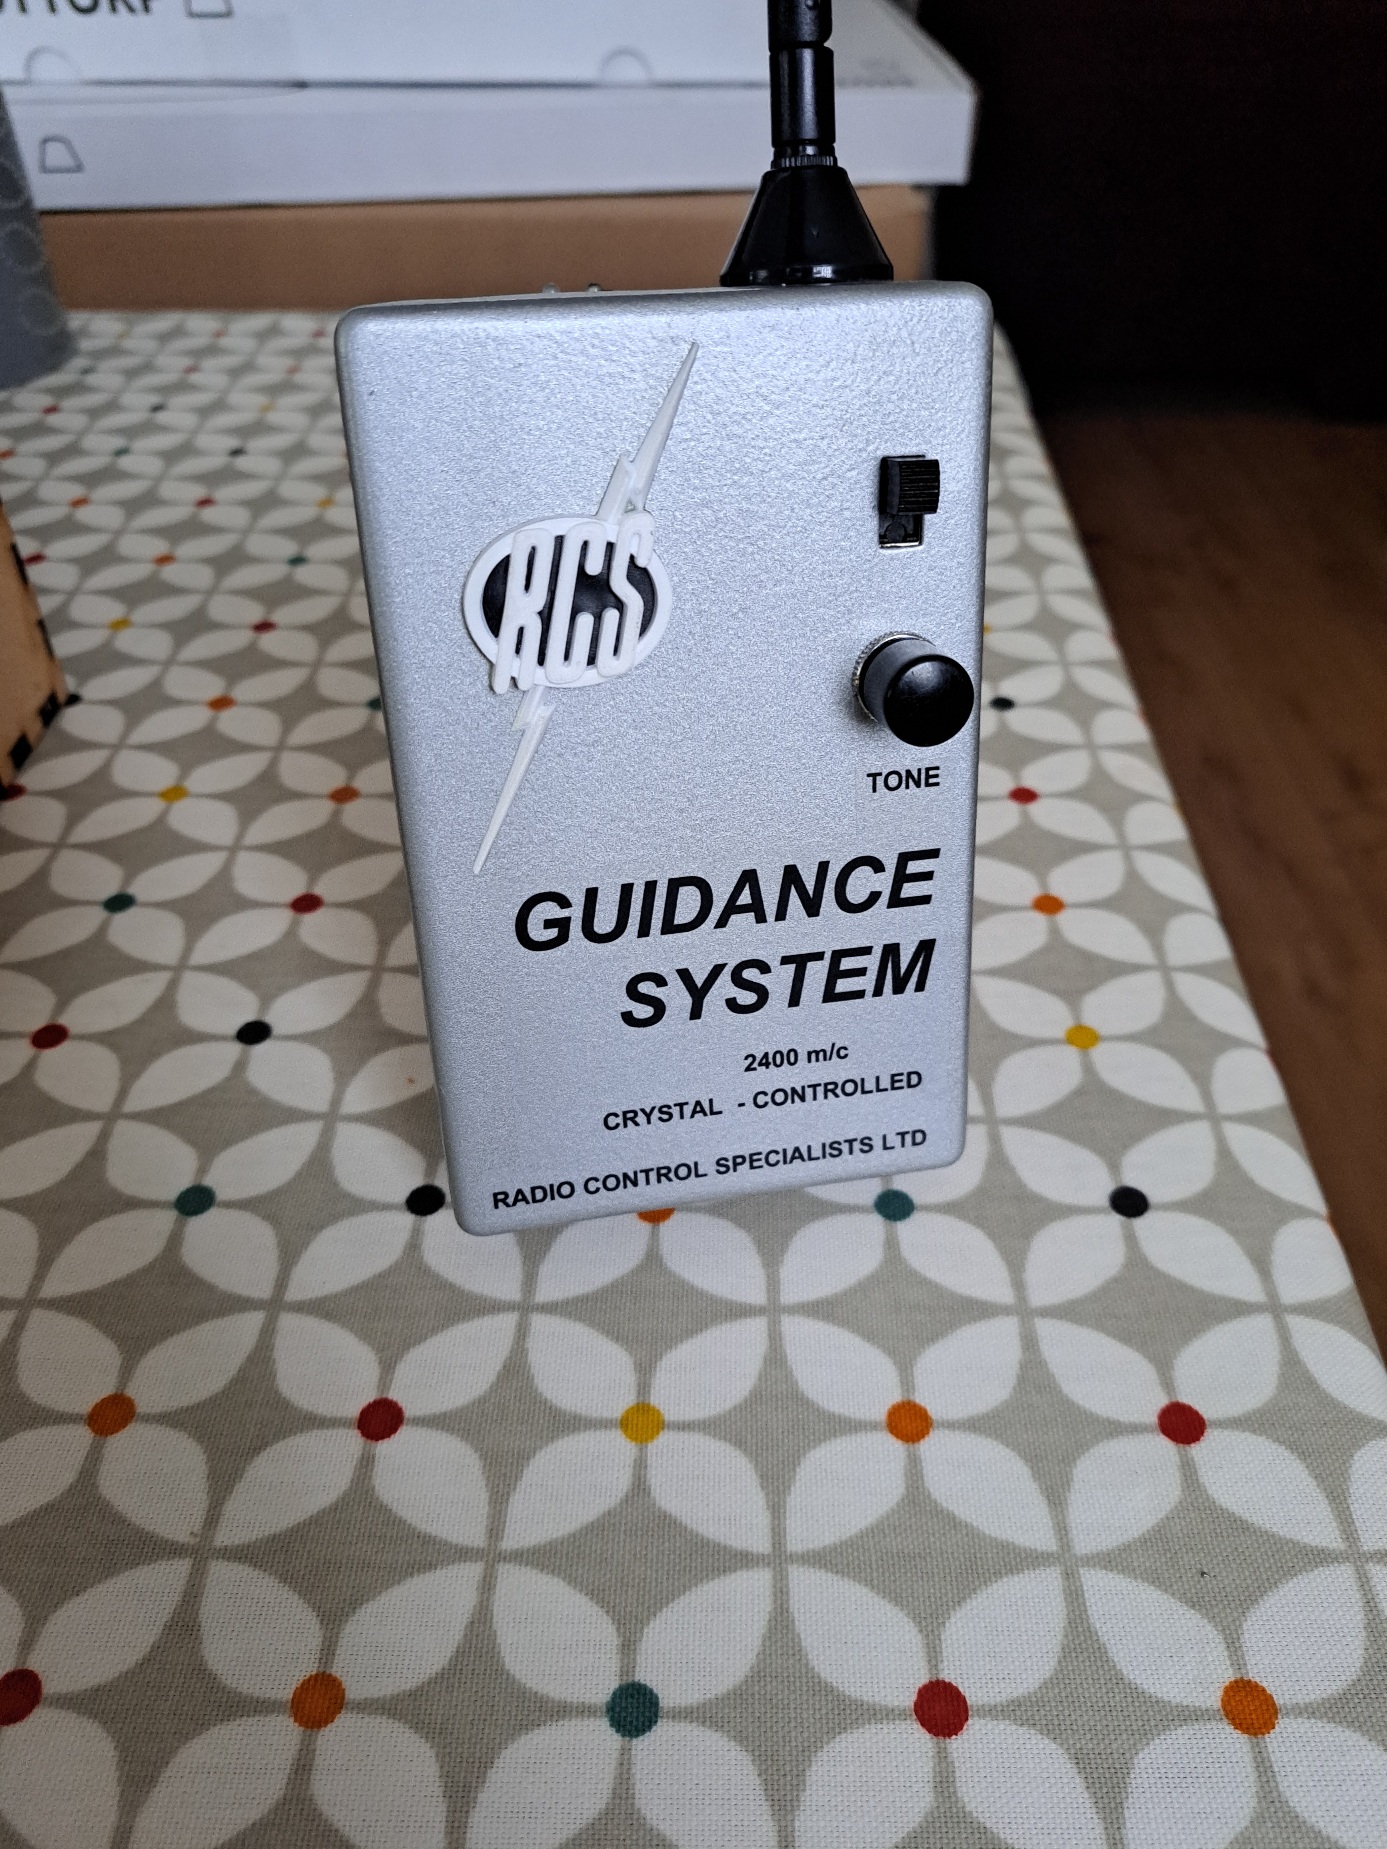 RCS
TONE
GUIDANCE
SYSTEM
2400 m/c
CRYSTAL - CONTROLLED
RADIO CONTROL SPECIALISTS LTD